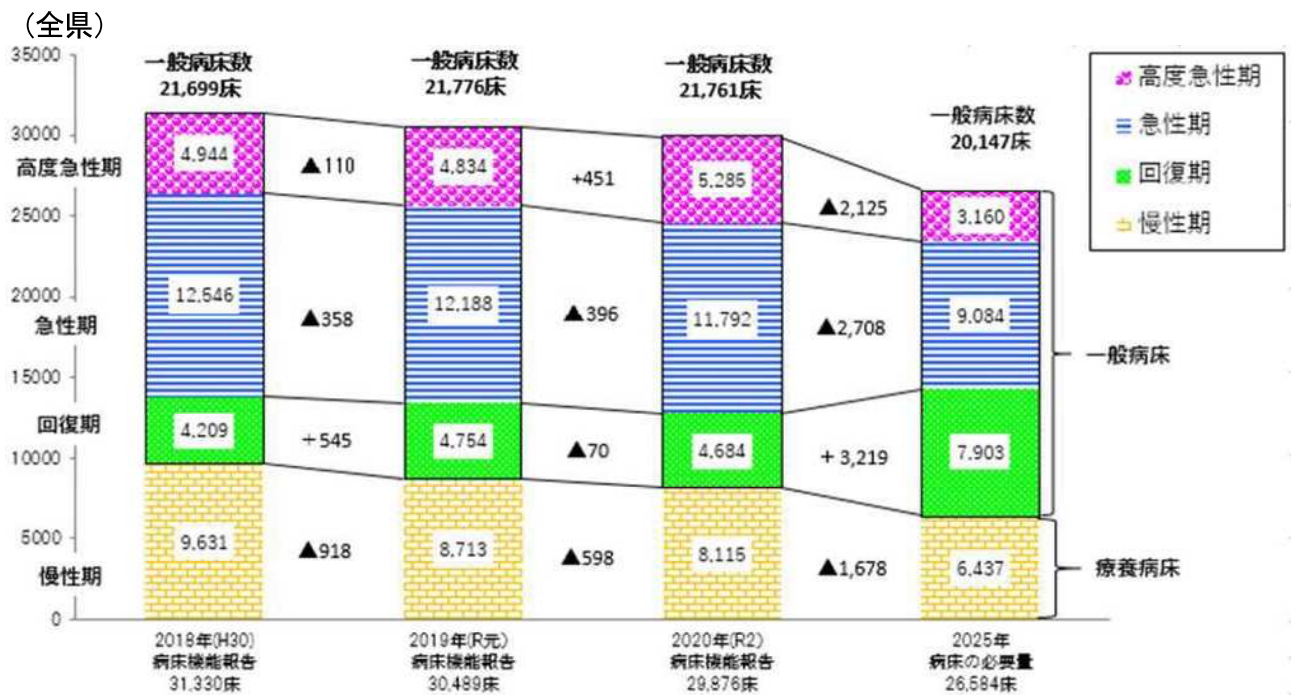 （全県）
35000
30000
25000
20000
15000
10000
5000
0
高度急性期
急性期
回復期
慢性期
一般病床数
21,699床
4,944
12,546
4,209
9,631
▲110
▲358
+545
▲918
一般病床数
21,776床
4,834
12,188
4,754
8,713
+451
▲396
▲70
▲598
一般病床数
21,761床
5,285
11,792
4,684
8,115
▲2,125
▲2,708
+3,219
▲1,678
一般病床数
20,147床
3,160
9,084
7,903
6,437
高度急性期
急性期
回復期
慢性期
一般病床
療養病床
2018年(H30)
病床機能報告
31,330床
2019年(R元)
病床機能報告
30,489床
2020年(R2)
病床機能報告
29,876床
2025年
病床の必要量
26,584床